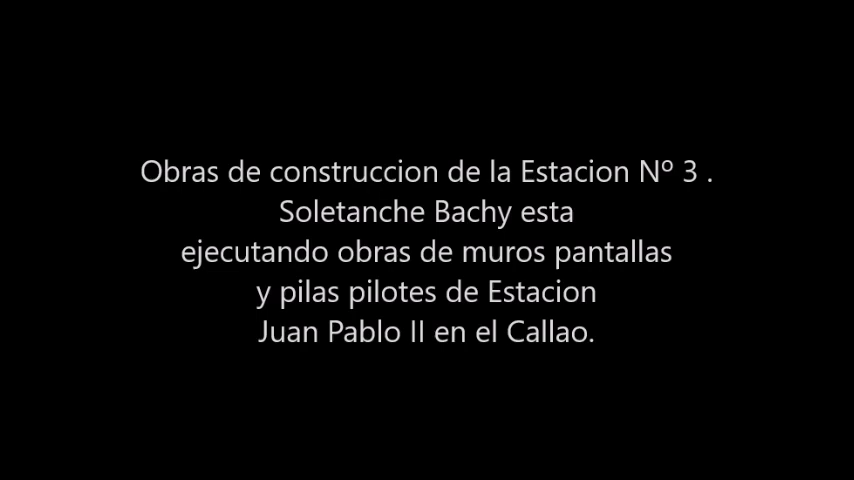 Obras de construccion de la Estacion Nº 3 .
Soletanche Bachy esta
ejecutando obras de muros pantallas
y pilas pilotes de Estacion
Juan Pablo II en el Callao.